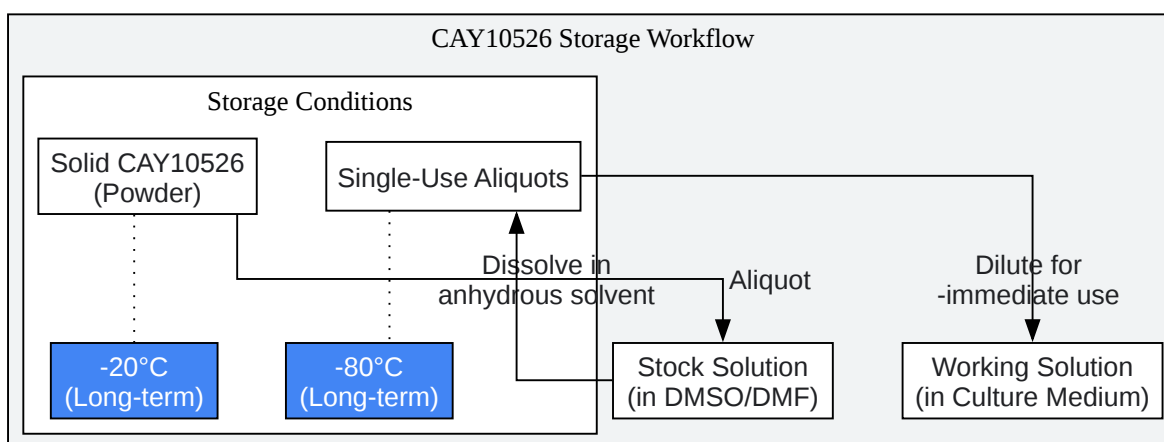 CAY10526 Storage Workflow
Storage Conditions
Solid CAY10526
(Powder)
Single-Use Aliquots
Dissolve in
anhydrous solvent
Aliquot
Dilute for
-immediate use
-20°C
(Long-term)
-80°C
(Long-term)
Stock Solution
(in DMSO/DMF)
Working Solution
(in Culture Medium)